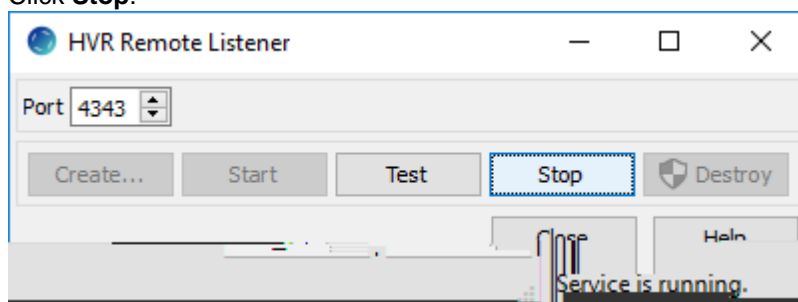 Click Stop.
HVR Remote Listener
Port 4343
Create... Start Test Stop Destroy
Close Help
Service is running.